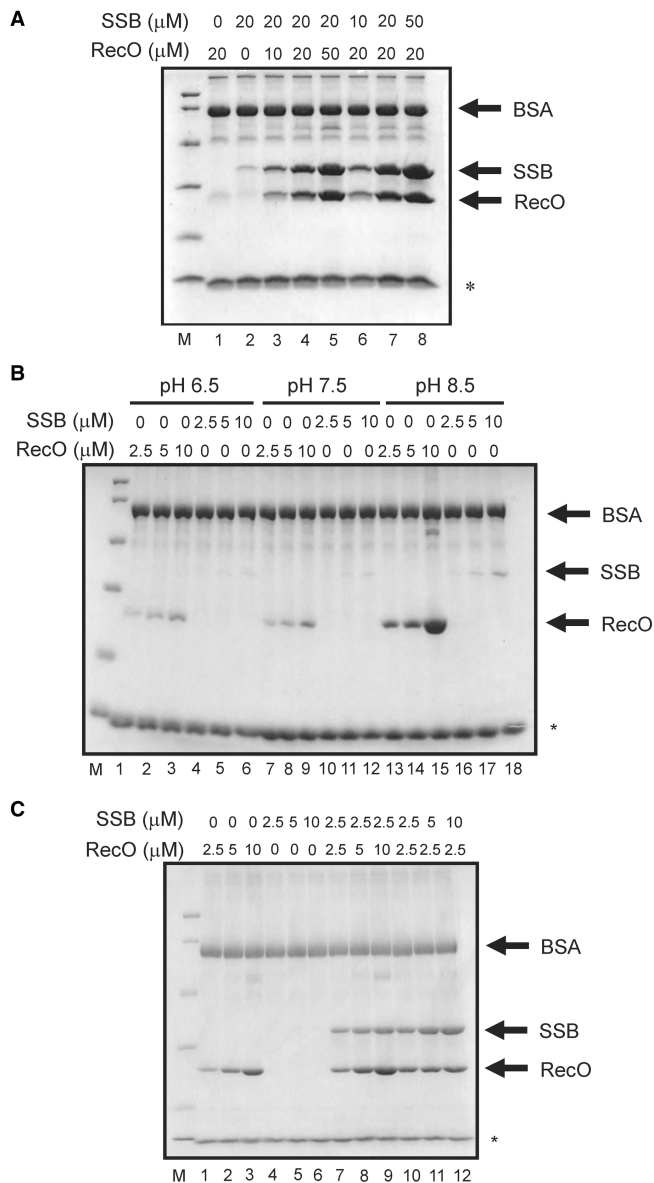 A
SSB (μM) 0 20 20 20 20 10 20 50
RecO (μM) 20 0 10 20 50 20 20 20
BSA
SSB
RecO
*
M 1 2 3 4 5 6 7 8
B
pH 6.5 pH 7.5 pH 8.5
SSB (μM) 0 0 0 2.5 5 10 0 0 0 2.5 5 10 0 0 0 2.5 5 10
RecO (μM) 2.5 5 10 0 0 0 2.5 5 10 0 0 0 2.5 5 10 0 0 0
BSA
SSB
RecO
*
M 1 2 3 4 5 6 7 8 9 10 11 12 13 14 15 16 17 18
C
SSB (μM) 0 0 0 2.5 5 10 2.5 2.5 2.5 2.5 5 10
RecO (μM) 2.5 5 10 0 0 0 2.5 5 10 2.5 2.5 2.5
BSA
SSB
RecO
*
M 1 2 3 4 5 6 7 8 9 10 11 12